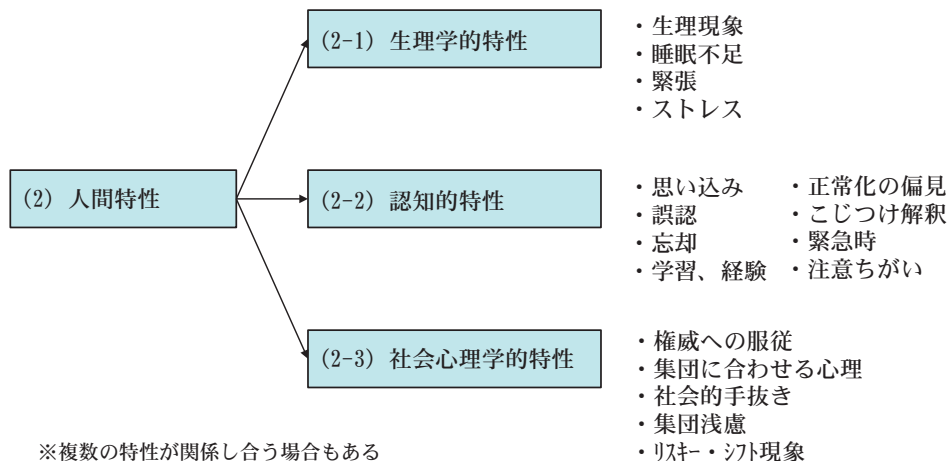 (2-1) 生理学的特性
・生理現象
・睡眠不足
・緊張
・ストレス
(2) 人間特性
(2-2) 認知的特性
・思い込み ・正常化の偏見
・誤認 ・こじつけ解釈
・忘却 ・緊急時
・学習、経験 ・注意ちがい
(2-3) 社会心理学的特性
・権威への服従
・集団に合わせる心理
・社会的手抜き
・集団浅慮
・ﾘｽｷｰ・ｼﾌﾄ現象
※複数の特性が関係し合う場合もある